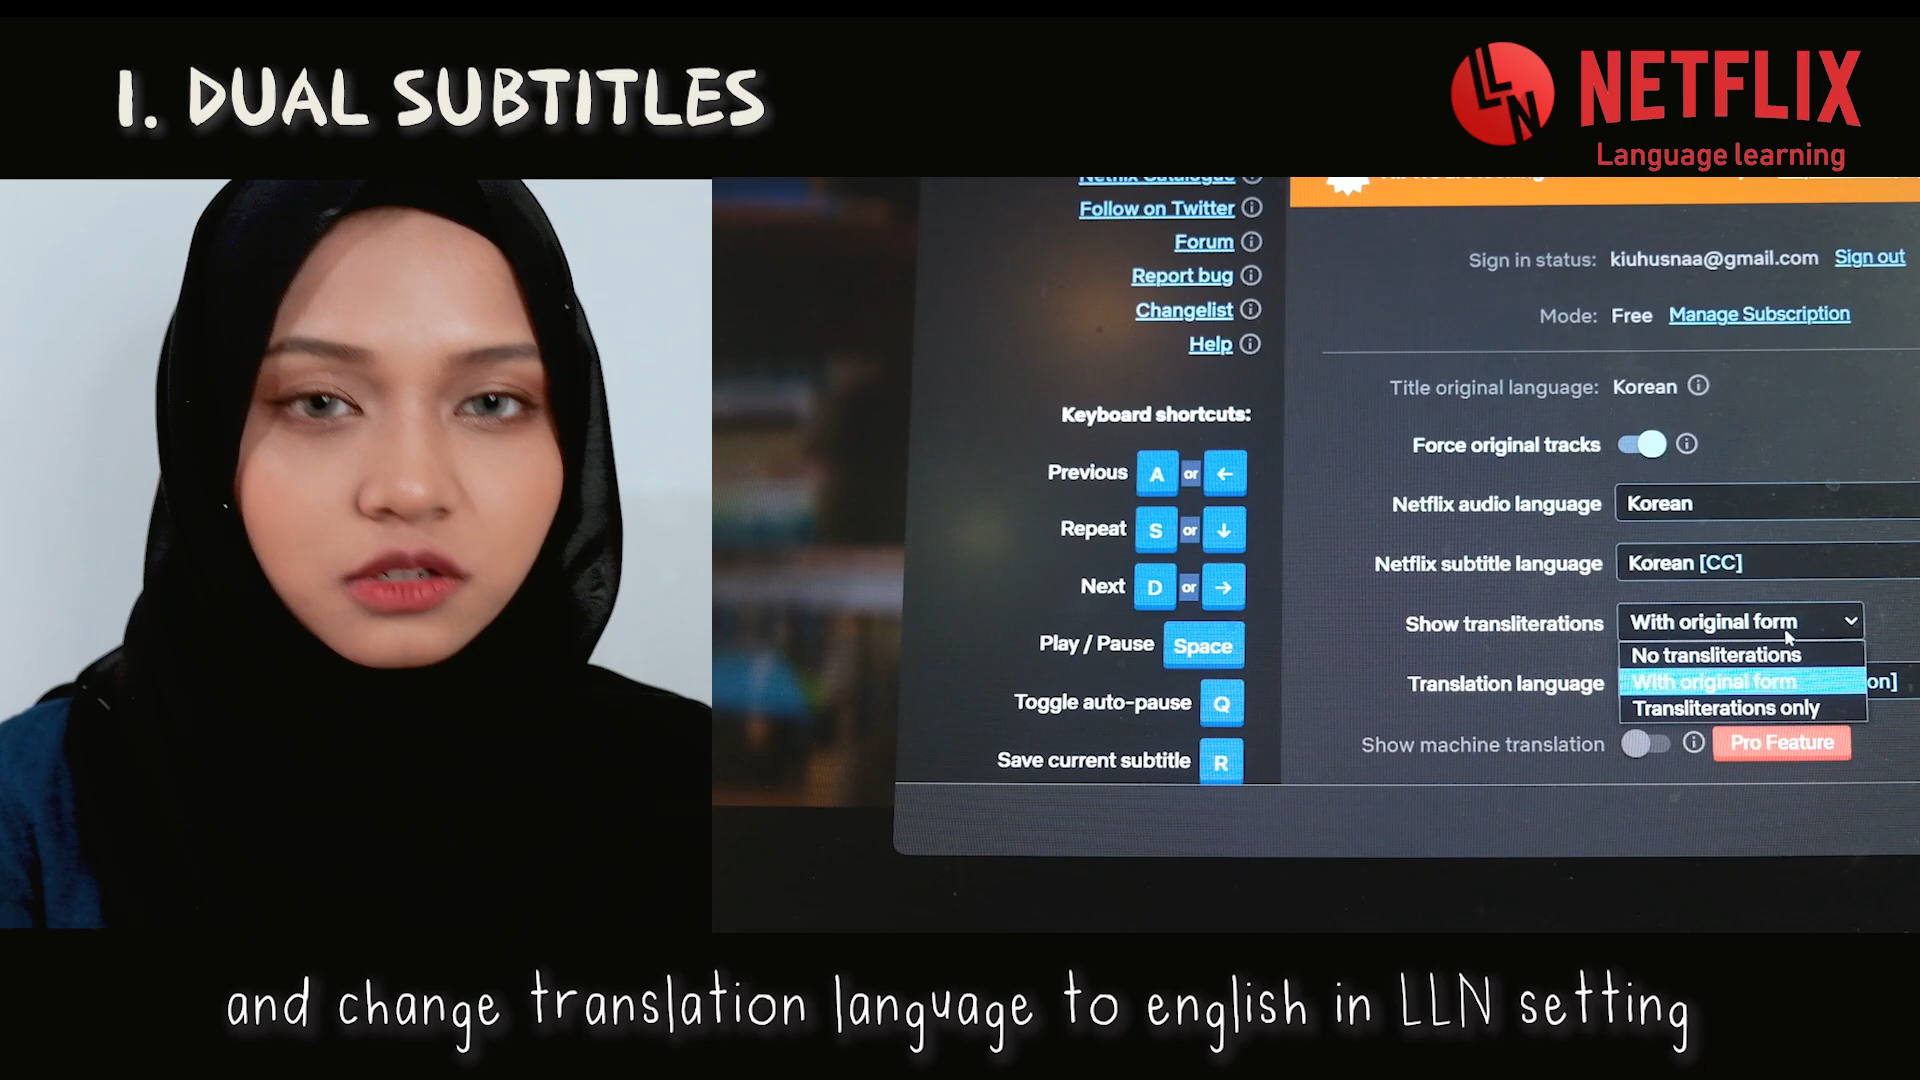 1. DUAL SUBTITLES
LLN
NETFLIX
Language learning
Netflix Catalogue
Follow on Twitter
Forum
Report bug
Changelist
Help
Keyboard shortcuts:
Previous A or ←
Repeat S or ↓
Next D or →
Play / Pause Space
Toggle auto-pause Q
Save current subtitle R
Sign in status: kiuhusnaa@gmail.com Sign out
Mode: Free Manage Subscription
Title original language: Korean
Force original tracks
Netflix audio language Korean
Netflix subtitle language Korean [CC]
Show transliterations With original form
No transliterations
With original form
Transliterations only
Translation language on]
Show machine translation Pro Feature
and change translation language to english in LLN setting